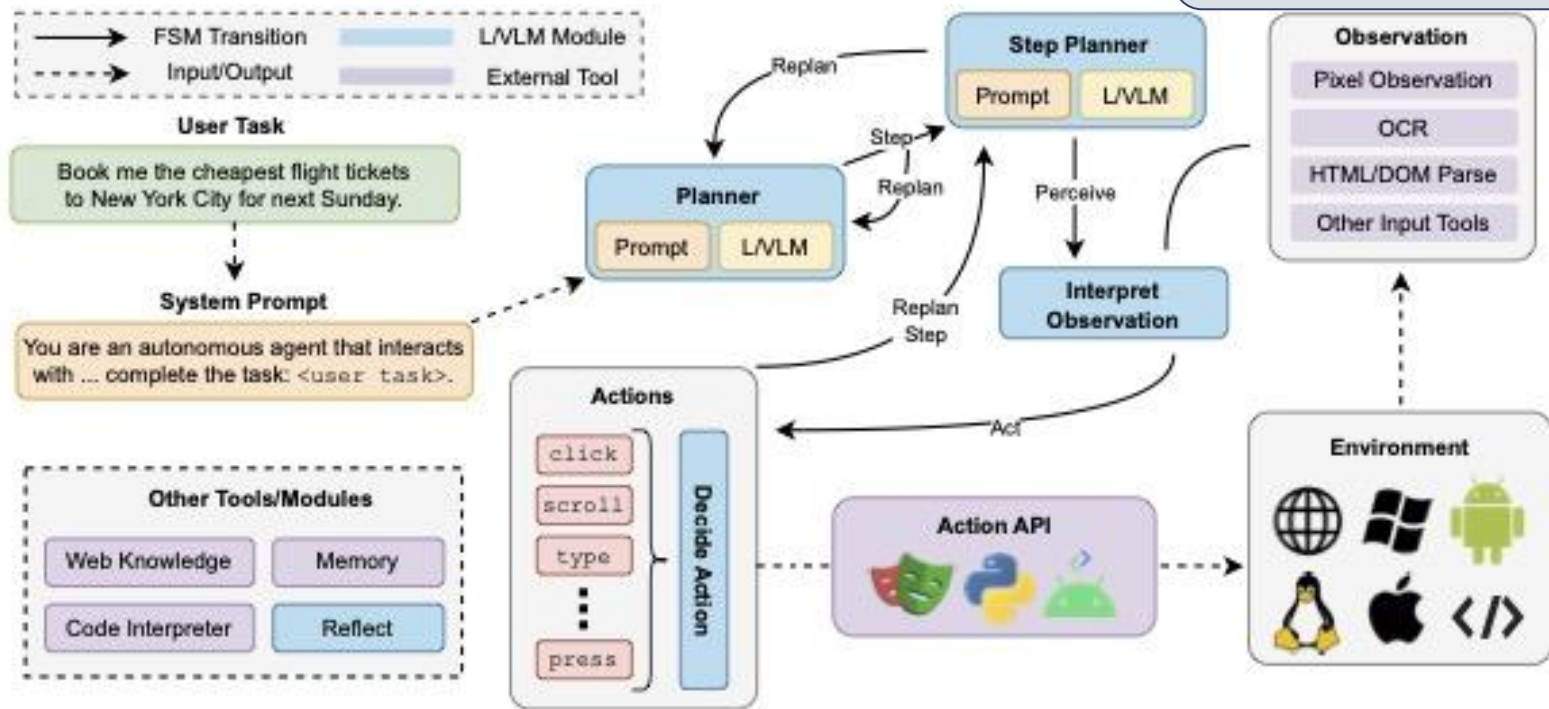 FSM Transition
L/VLM Module
Input/Output
External Tool
User Task
Book me the cheapest flight tickets
to New York City for next Sunday.
System Prompt
You are an autonomous agent that interacts
with ... complete the task: <user task>.
Other Tools/Modules
Web Knowledge
Memory
Code Interpreter
Reflect
Replan
Step
Replan
Planner
Prompt
L/VLM
Step Planner
Prompt
L/VLM
Perceive
Interpret
Observation
Replan
Step
Act
Actions
click
scroll
type
press
Decide Action
Action API
Observation
Pixel Observation
OCR
HTML/DOM Parse
Other Input Tools
Environment
</>